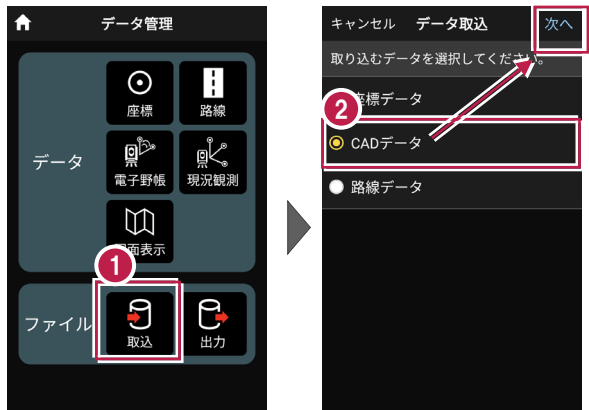 データ管理
データ
座標
路線
電子野帳
現況観測
面表示
1
ファイル
取込
出力
キャンセル
データ取込
次へ
取り込むデータを選択してください。
2
標データ
CADデータ
路線データ